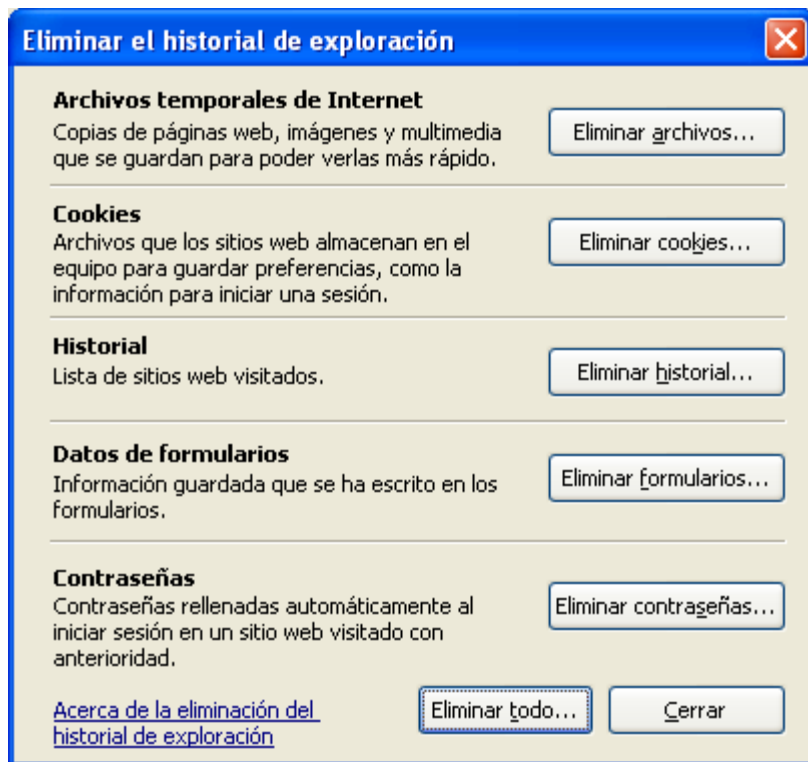 Eliminar el historial de exploración
Archivos temporales de Internet
Copias de páginas web, imágenes y multimedia
que se guardan para poder verlas más rápido.
Eliminar archivos...
Cookies
Archivos que los sitios web almacenan en el
equipo para guardar preferencias, como la
información para iniciar una sesión.
Eliminar cookies...
Historial
Lista de sitios web visitados.
Eliminar historial...
Datos de formularios
Información guardada que se ha escrito en los
formularios.
Eliminar formularios...
Contraseñas
Contraseñas rellenadas automáticamente al
iniciar sesión en un sitio web visitado con
anterioridad.
Eliminar contraseñas...
Acerca de la eliminación del
historial de exploración
Eliminar todo...
Cerrar